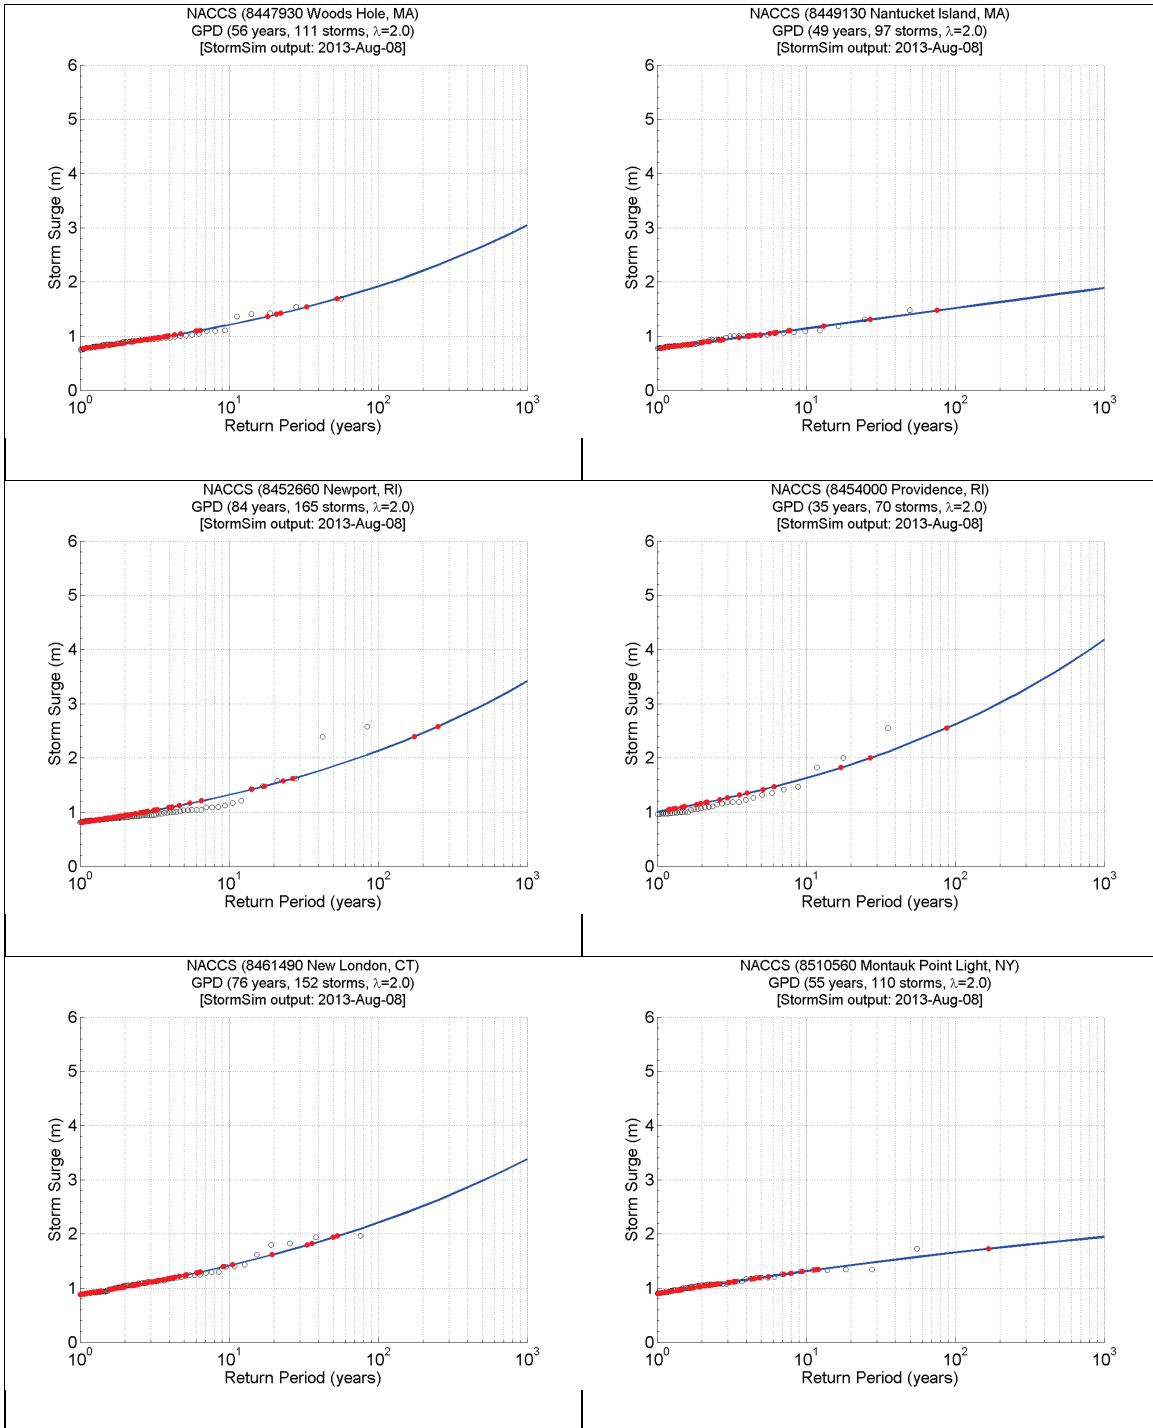 NACCS (8447930 Woods Hole, MA)
GPD (56 years, 111 storms, λ=2.0)
[StormSim output: 2013-Aug-08]
6
5
4
3
2
1
0
Storm Surge (m)
10^0 10^1 10^2 10^3
Return Period (years)
NACCS (8449130 Nantucket Island, MA)
GPD (49 years, 97 storms, λ=2.0)
[StormSim output: 2013-Aug-08]
6
5
4
3
2
1
0
Storm Surge (m)
10^0 10^1 10^2 10^3
Return Period (years)
NACCS (8452660 Newport, RI)
GPD (84 years, 165 storms, λ=2.0)
[StormSim output: 2013-Aug-08]
6
5
4
3
2
1
0
Storm Surge (m)
10^0 10^1 10^2 10^3
Return Period (years)
NACCS (8454000 Providence, RI)
GPD (35 years, 70 storms, λ=2.0)
[StormSim output: 2013-Aug-08]
6
5
4
3
2
1
0
Storm Surge (m)
10^0 10^1 10^2 10^3
Return Period (years)
NACCS (8461490 New London, CT)
GPD (76 years, 152 storms, λ=2.0)
[StormSim output: 2013-Aug-08]
6
5
4
3
2
1
0
Storm Surge (m)
10^0 10^1 10^2 10^3
Return Period (years)
NACCS (8510560 Montauk Point Light, NY)
GPD (55 years, 110 storms, λ=2.0)
[StormSim output: 2013-Aug-08]
6
5
4
3
2
1
0
Storm Surge (m)
10^0 10^1 10^2 10^3
Return Period (years)